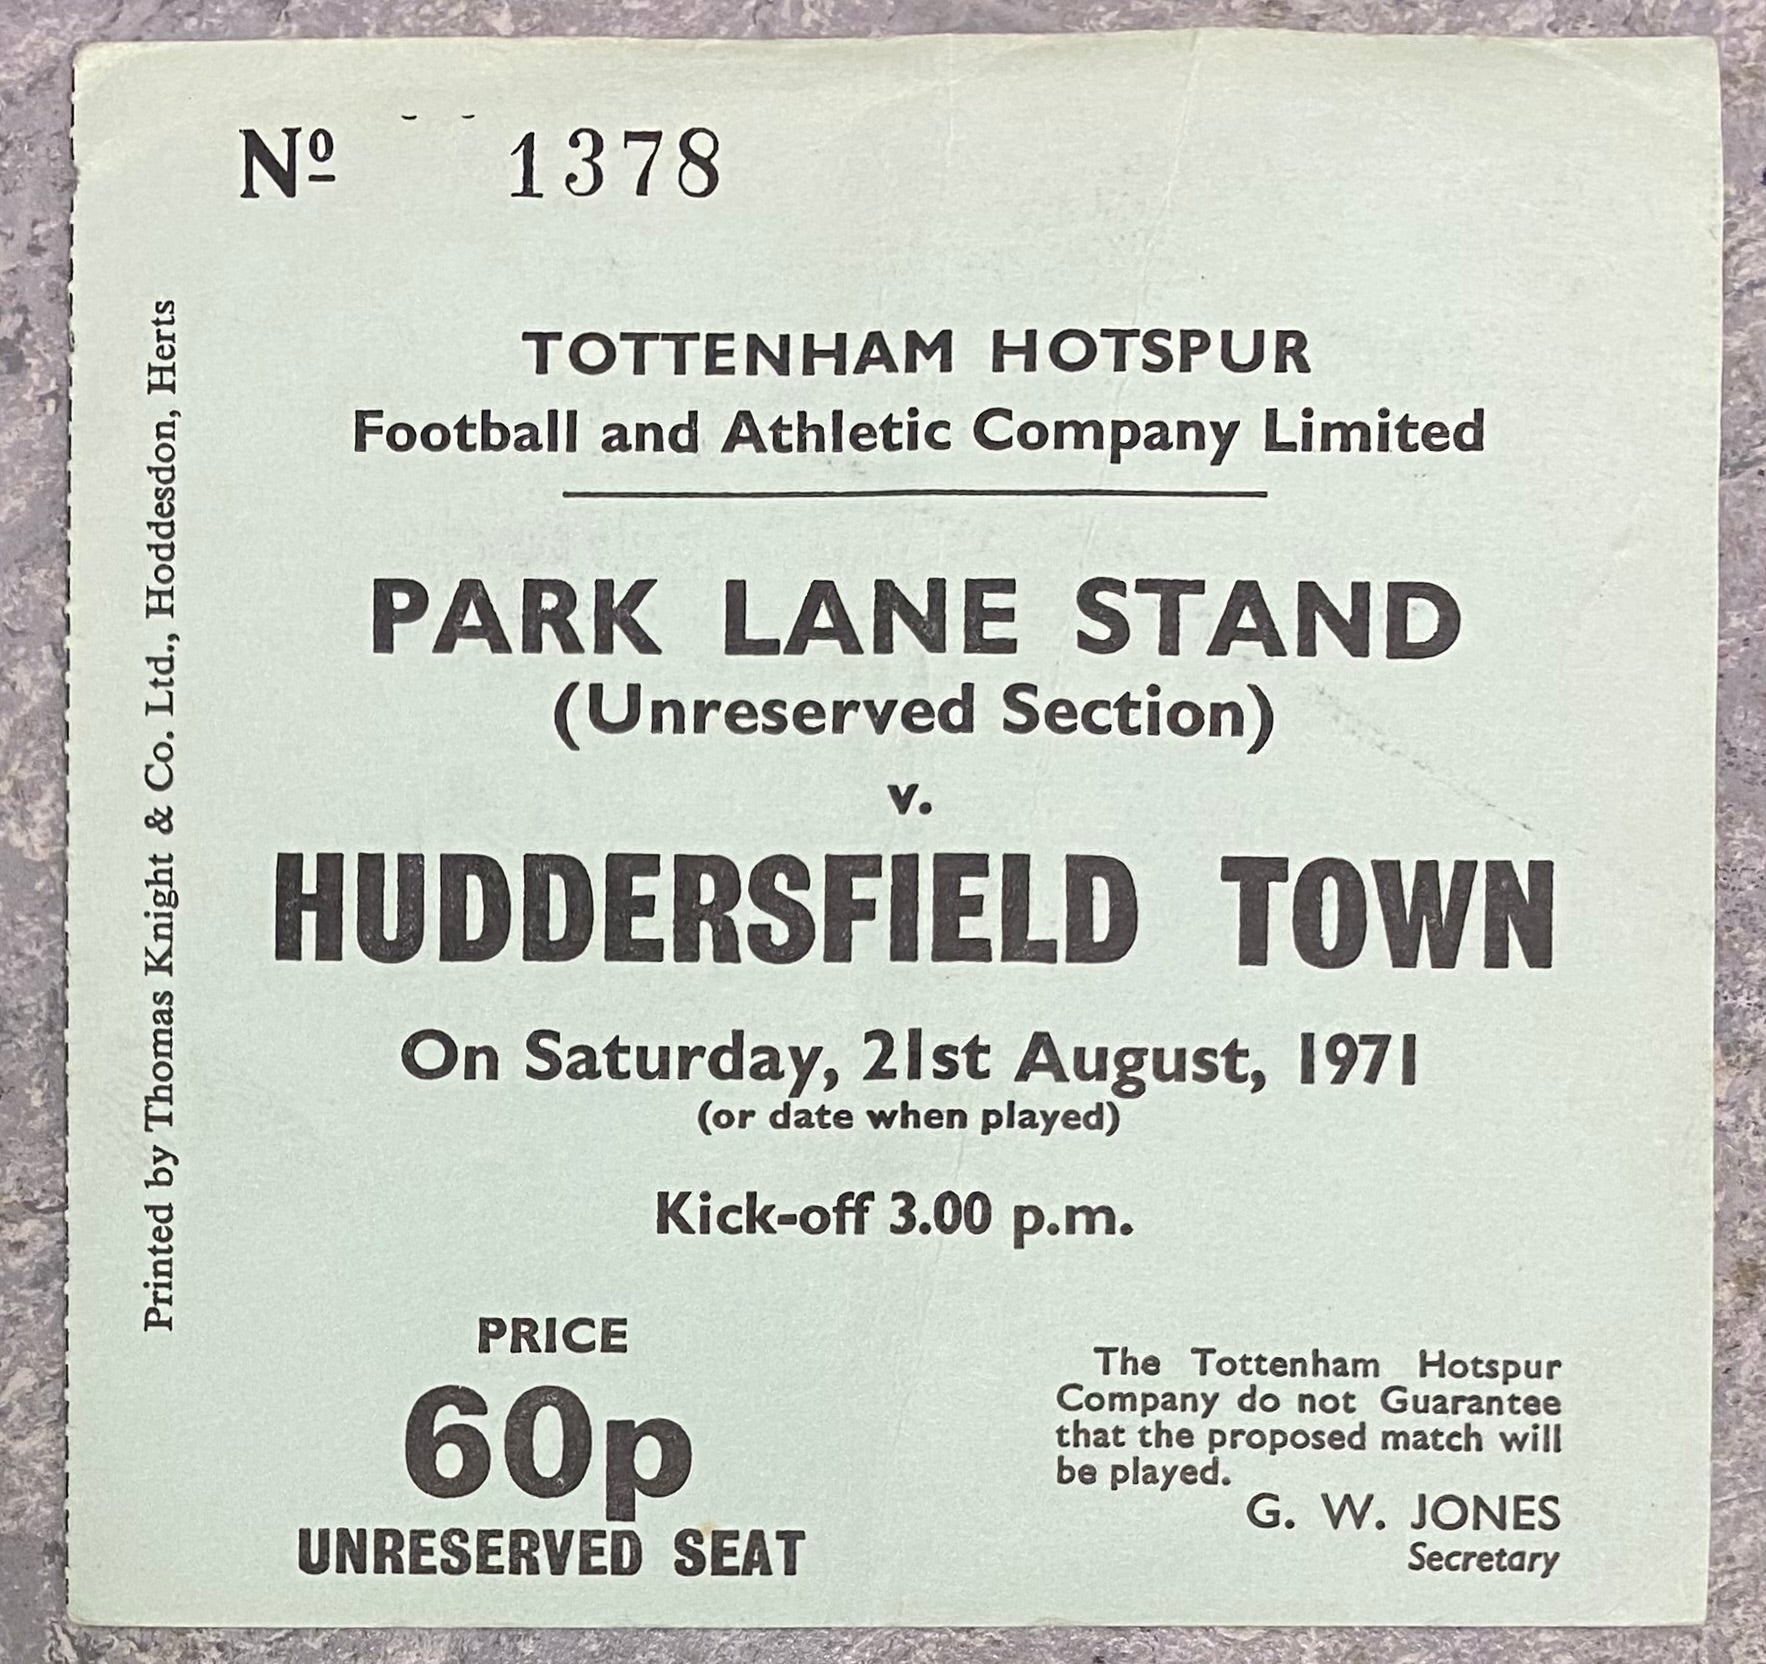 Nº 1378
TOTTENHAM HOTSPUR
Football and Athletic Company Limited
PARK LANE STAND
(Unreserved Section)
v.
HUDDERSFIELD TOWN
On Saturday, 21st August, 1971
(or date when played)
Kick-off 3.00 p.m.
PRICE
60p
UNRESERVED SEAT
The Tottenham Hotspur
Company do not Guarantee
that the proposed match will
be played.
G. W. JONES
Secretary
Printed by Thomas Knight & Co. Ltd., Hoddesdon, Herts